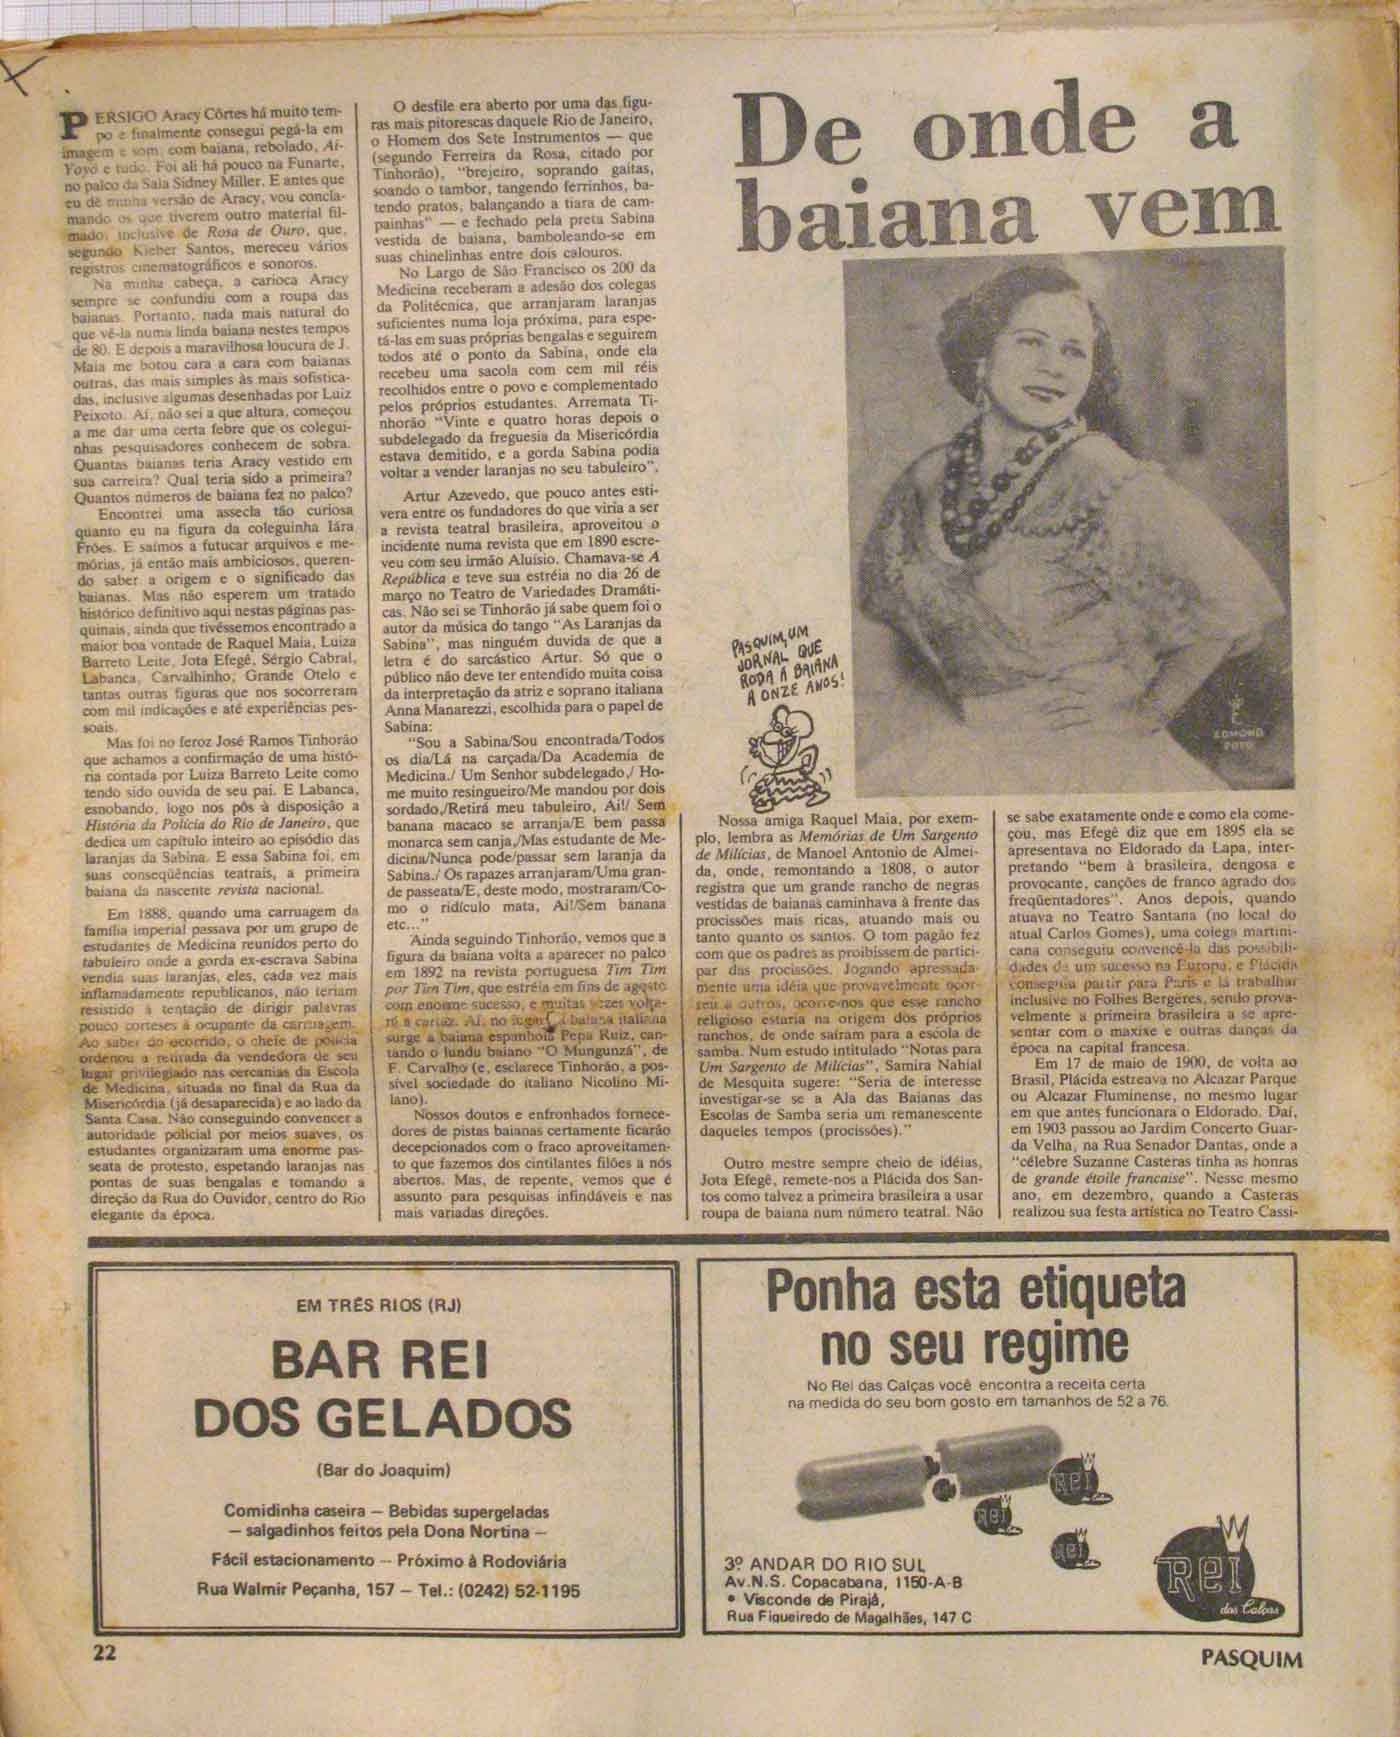 De onde a
baiana vem
PERSIGO Aracy Côrtes há muito tem-
po e finalmente consegui pegá-la em
imagem e som, com baiana, rebolado, Ai-
Yoyô e tudo. Foi ali há pouco na Funarte,
no palco da Sala Sidney Miller. E antes que
eu dê minha versão de Aracy, vou concla-
mando os que tiverem outro material fil-
mado, inclusive de Rosa de Ouro, que,
segundo Kleber Santos, mereceu vários
registros cinematográficos e sonoros.
Na minha cabeça, a carioca Aracy
sempre se confundiu com a roupa das
baianas. Portanto, nada mais natural do
que vê-la numa linda baiana nestes tempos
de 80. E depois a maravilhosa loucura de J.
Maia me botou cara a cara com baianas
outras, das mais simples às mais sofistica-
das, inclusive algumas desenhadas por Luiz
Peixoto. Aí, não sei a que altura, começou
a me dar uma certa febre que os colegui-
nhas pesquisadores conhecem de sobra.
Quantas baianas teria Aracy vestido em
sua carreira? Qual teria sido a primeira?
Quantos números de baiana fez no palco?
Encontrei uma assecla tão curiosa
quanto eu na figura da coleguinha Iára
Fróes. E saímos a futucar arquivos e me-
mórias, já então mais ambiciosos, queren-
do saber a origem e o significado das
baianas. Mas não esperem um tratado
histórico definitivo aqui nestas páginas pas-
quinais, ainda que tivéssemos encontrado a
maior boa vontade de Raquel Maia, Luiza
Barreto Leite, Jota Efegê, Sérgio Cabral,
Labanca, Carvalhinho, Grande Otelo e
tantas outras figuras que nos socorreram
com mil indicações e até experiências pes-
soais.
Mas foi no feroz José Ramos Tinhorão
que achamos a confirmação de uma histó-
ria contada por Luiza Barreto Leite como
tendo sido ouvida de seu pai. E Labanca,
esnobando, logo nos pôs à disposição a
História da Polícia do Rio de Janeiro, que
dedica um capítulo inteiro ao episódio das
laranjas da Sabina. E essa Sabina foi, em
suas conseqüências teatrais, a primeira
baiana da nascente revista nacional.
Em 1888, quando uma carruagem da
família imperial passava por um grupo de
estudantes de Medicina reunidos perto do
tabuleiro onde a gorda ex-escrava Sabina
vendia suas laranjas, eles, cada vez mais
inflamadamente republicanos, não teriam
resistido à tentação de dirigir palavras
pouco corteses à ocupante da carruagem.
Ao saber do ocorrido, o chefe de polícia
ordenou a retirada da vendedora de seu
lugar privilegiado nas cercanias da Escola
de Medicina, situada no final da Rua da
Misericórdia (já desaparecida) e ao lado da
Santa Casa. Não conseguindo convencer a
autoridade policial por meios suaves, os
estudantes organizaram uma enorme pas-
seata de protesto, espetando laranjas nas
pontas de suas bengalas e tomando a
direção da Rua do Ouvidor, centro do Rio
elegante da época.
O desfile era aberto por uma das figu-
ras mais pitorescas daquele Rio de Janeiro,
o Homem dos Sete Instrumentos — que
(segundo Ferreira da Rosa, citado por
Tinhorão), "brejeiro, soprando gaitas,
soando o tambor, tangendo ferrinhos, ba-
tendo pratos, balançando a tiara de cam-
painhas" — e fechado pela preta Sabina
vestida de baiana, bamboleando-se em
suas chinelinhas entre dois calouros.
No Largo de São Francisco os 200 da
Medicina receberam a adesão dos colegas
da Politécnica, que arranjaram laranjas
suficientes numa loja próxima, para espe-
tá-las em suas próprias bengalas e seguirem
todos até o ponto da Sabina, onde ela
recebeu uma sacola com cem mil réis
recolhidos entre o povo e complementado
pelos próprios estudantes. Arremata Ti-
nhorão "Vinte e quatro horas depois o
subdelegado da freguesia da Misericórdia
estava demitido, e a gorda Sabina podia
voltar a vender laranjas no seu tabuleiro".
Artur Azevedo, que pouco antes esti-
vera entre os fundadores do que viria a ser
a revista teatral brasileira, aproveitou o
incidente numa revista que em 1890 escre-
veu com seu irmão Aluísio. Chamava-se A
República e teve sua estréia no dia 26 de
março no Teatro de Variedades Dramáti-
cas. Não sei se Tinhorão já sabe quem foi o
autor da música do tango "As Laranjas da
Sabina", mas ninguém duvida de que a
letra é do sarcástico Artur. Só que o
público não deve ter entendido muita coisa
da interpretação da atriz e soprano italiana
Anna Manarezzi, escolhida para o papel de
Sabina:
"Sou a Sabina/Sou encontrada/Todos
os dia/Lá na carçada/Da Academia de
Medicina./ Um Senhor subdelegado,/ Ho-
me muito resingueiro/Me mandou por dois
sordado,/Retirá meu tabuleiro, Ai!/ Sem
banana macaco se arranja/E bem passa
monarca sem canja,/Mas estudante de Me-
dicina/Nunca pode/passar sem laranja da
Sabina./ Os rapazes arranjaram/Uma gran-
de passeata/E, deste modo, mostraram/Co-
mo o ridículo mata, Ai!/Sem banana
etc..."
Ainda seguindo Tinhorão, vemos que a
figura da baiana volta a aparecer no palco
em 1892 na revista portuguesa Tim Tim
por Tim Tim, que estréia em fins de agosto
com enorme sucesso, e muitas vezes volta-
rá a cartaz. Aí, no lugar a baiana italiana
surge a baiana espanhola Pepa Ruiz, can-
tando o lundu baiano "O Mungunzá", de
F. Carvalho (e, esclarece Tinhorão, a pos-
sível sociedade do italiano Nicolino Mi-
lano).
Nossos doutos e enfronhados fornece-
dores de pistas baianas certamente ficarão
decepcionados com o fraco aproveitamen-
to que fazemos dos cintilantes filões a nós
abertos. Mas, de repente, vemos que é
assunto para pesquisas infindáveis e nas
mais variadas direções.
PASQUIM, UM
JORNAL QUE
RODA A BAIANA
A ONZE ANOS!
EDMOND
FOTO
Nossa amiga Raquel Maia, por exem-
plo, lembra as Memórias de Um Sargento
de Milícias, de Manoel Antonio de Almei-
da, onde, remontando a 1808, o autor
registra que um grande rancho de negras
vestidas de baianas caminhava à frente das
procissões mais ricas, atuando mais ou
tanto quanto os santos. O tom pagão fez
com que os padres as proibissem de partici-
par das procissões. Jogando apressada-
mente uma idéia que provavelmente ocor-
reu a outros, ocorre-nos que esse rancho
religioso estaria na origem dos próprios
ranchos, de onde saíram para a escola de
samba. Num estudo intitulado "Notas para
Um Sargento de Milícias", Samira Nahial
de Mesquita sugere: "Seria de interesse
investigar-se se a Ala das Baianas das
Escolas de Samba seria um remanescente
daqueles tempos (procissões)."
Outro mestre sempre cheio de idéias,
Jota Efegê, remete-nos a Plácida dos San-
tos como talvez a primeira brasileira a usar
roupa de baiana num número teatral. Não
se sabe exatamente onde e como ela come-
çou, mas Efegê diz que em 1895 ela se
apresentava no Eldorado da Lapa, inter-
pretando "bem à brasileira, dengosa e
provocante, canções de franco agrado dos
freqüentadores". Anos depois, quando
atuava no Teatro Santana (no local do
atual Carlos Gomes), uma colega martini-
cana conseguiu convencê-la das possibili-
dades de um sucesso na Europa, e Plácida
conseguiu partir para Paris e lá trabalhar
inclusive no Folhes Bergères, sendo prova-
velmente a primeira brasileira a se apre-
sentar com o maxixe e outras danças da
época na capital francesa.
Em 17 de maio de 1900, de volta ao
Brasil, Plácida estreava no Alcazar Parque
ou Alcazar Fluminense, no mesmo lugar
em que antes funcionara o Eldorado. Daí,
em 1903 passou ao Jardim Concerto Guar-
da Velha, na Rua Senador Dantas, onde a
"célebre Suzanne Casteras tinha as honras
de grande étoile francaise". Nesse mesmo
ano, em dezembro, quando a Casteras
realizou sua festa artística no Teatro Cassi-
EM TRÊS RIOS (RJ)
BAR REI
DOS GELADOS
(Bar do Joaquim)
Comidinha caseira — Bebidas supergeladas
— salgadinhos feitos pela Dona Nortina —
Fácil estacionamento — Próximo à Rodoviária
Rua Walmir Peçanha, 157 — Tel.: (0242) 52-1195
Ponha esta etiqueta
no seu regime
No Rei das Calças você encontra a receita certa
na medida do seu bom gosto em tamanhos de 52 a 76.
REI
REI
REI
3º ANDAR DO RIO SUL
Av.N.S. Copacabana, 1150-A-B
• Visconde de Pirajá,
Rua Figueiredo de Magalhães, 147 C
Rei
das Calças
22
PASQUIM